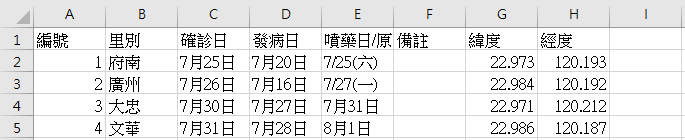 A B C D E F G H I
1 編號 里別 確診日 發病日 噴藥日/原 備註 緯度 經度
2 1 府南 7月25日 7月20日 7/25(六) 22.973 120.193
3 2 廣州 7月26日 7月16日 7/27(一) 22.984 120.192
4 3 大忠 7月30日 7月27日 7月31日 22.971 120.212
5 4 文華 7月31日 7月28日 8月1日 22.986 120.187